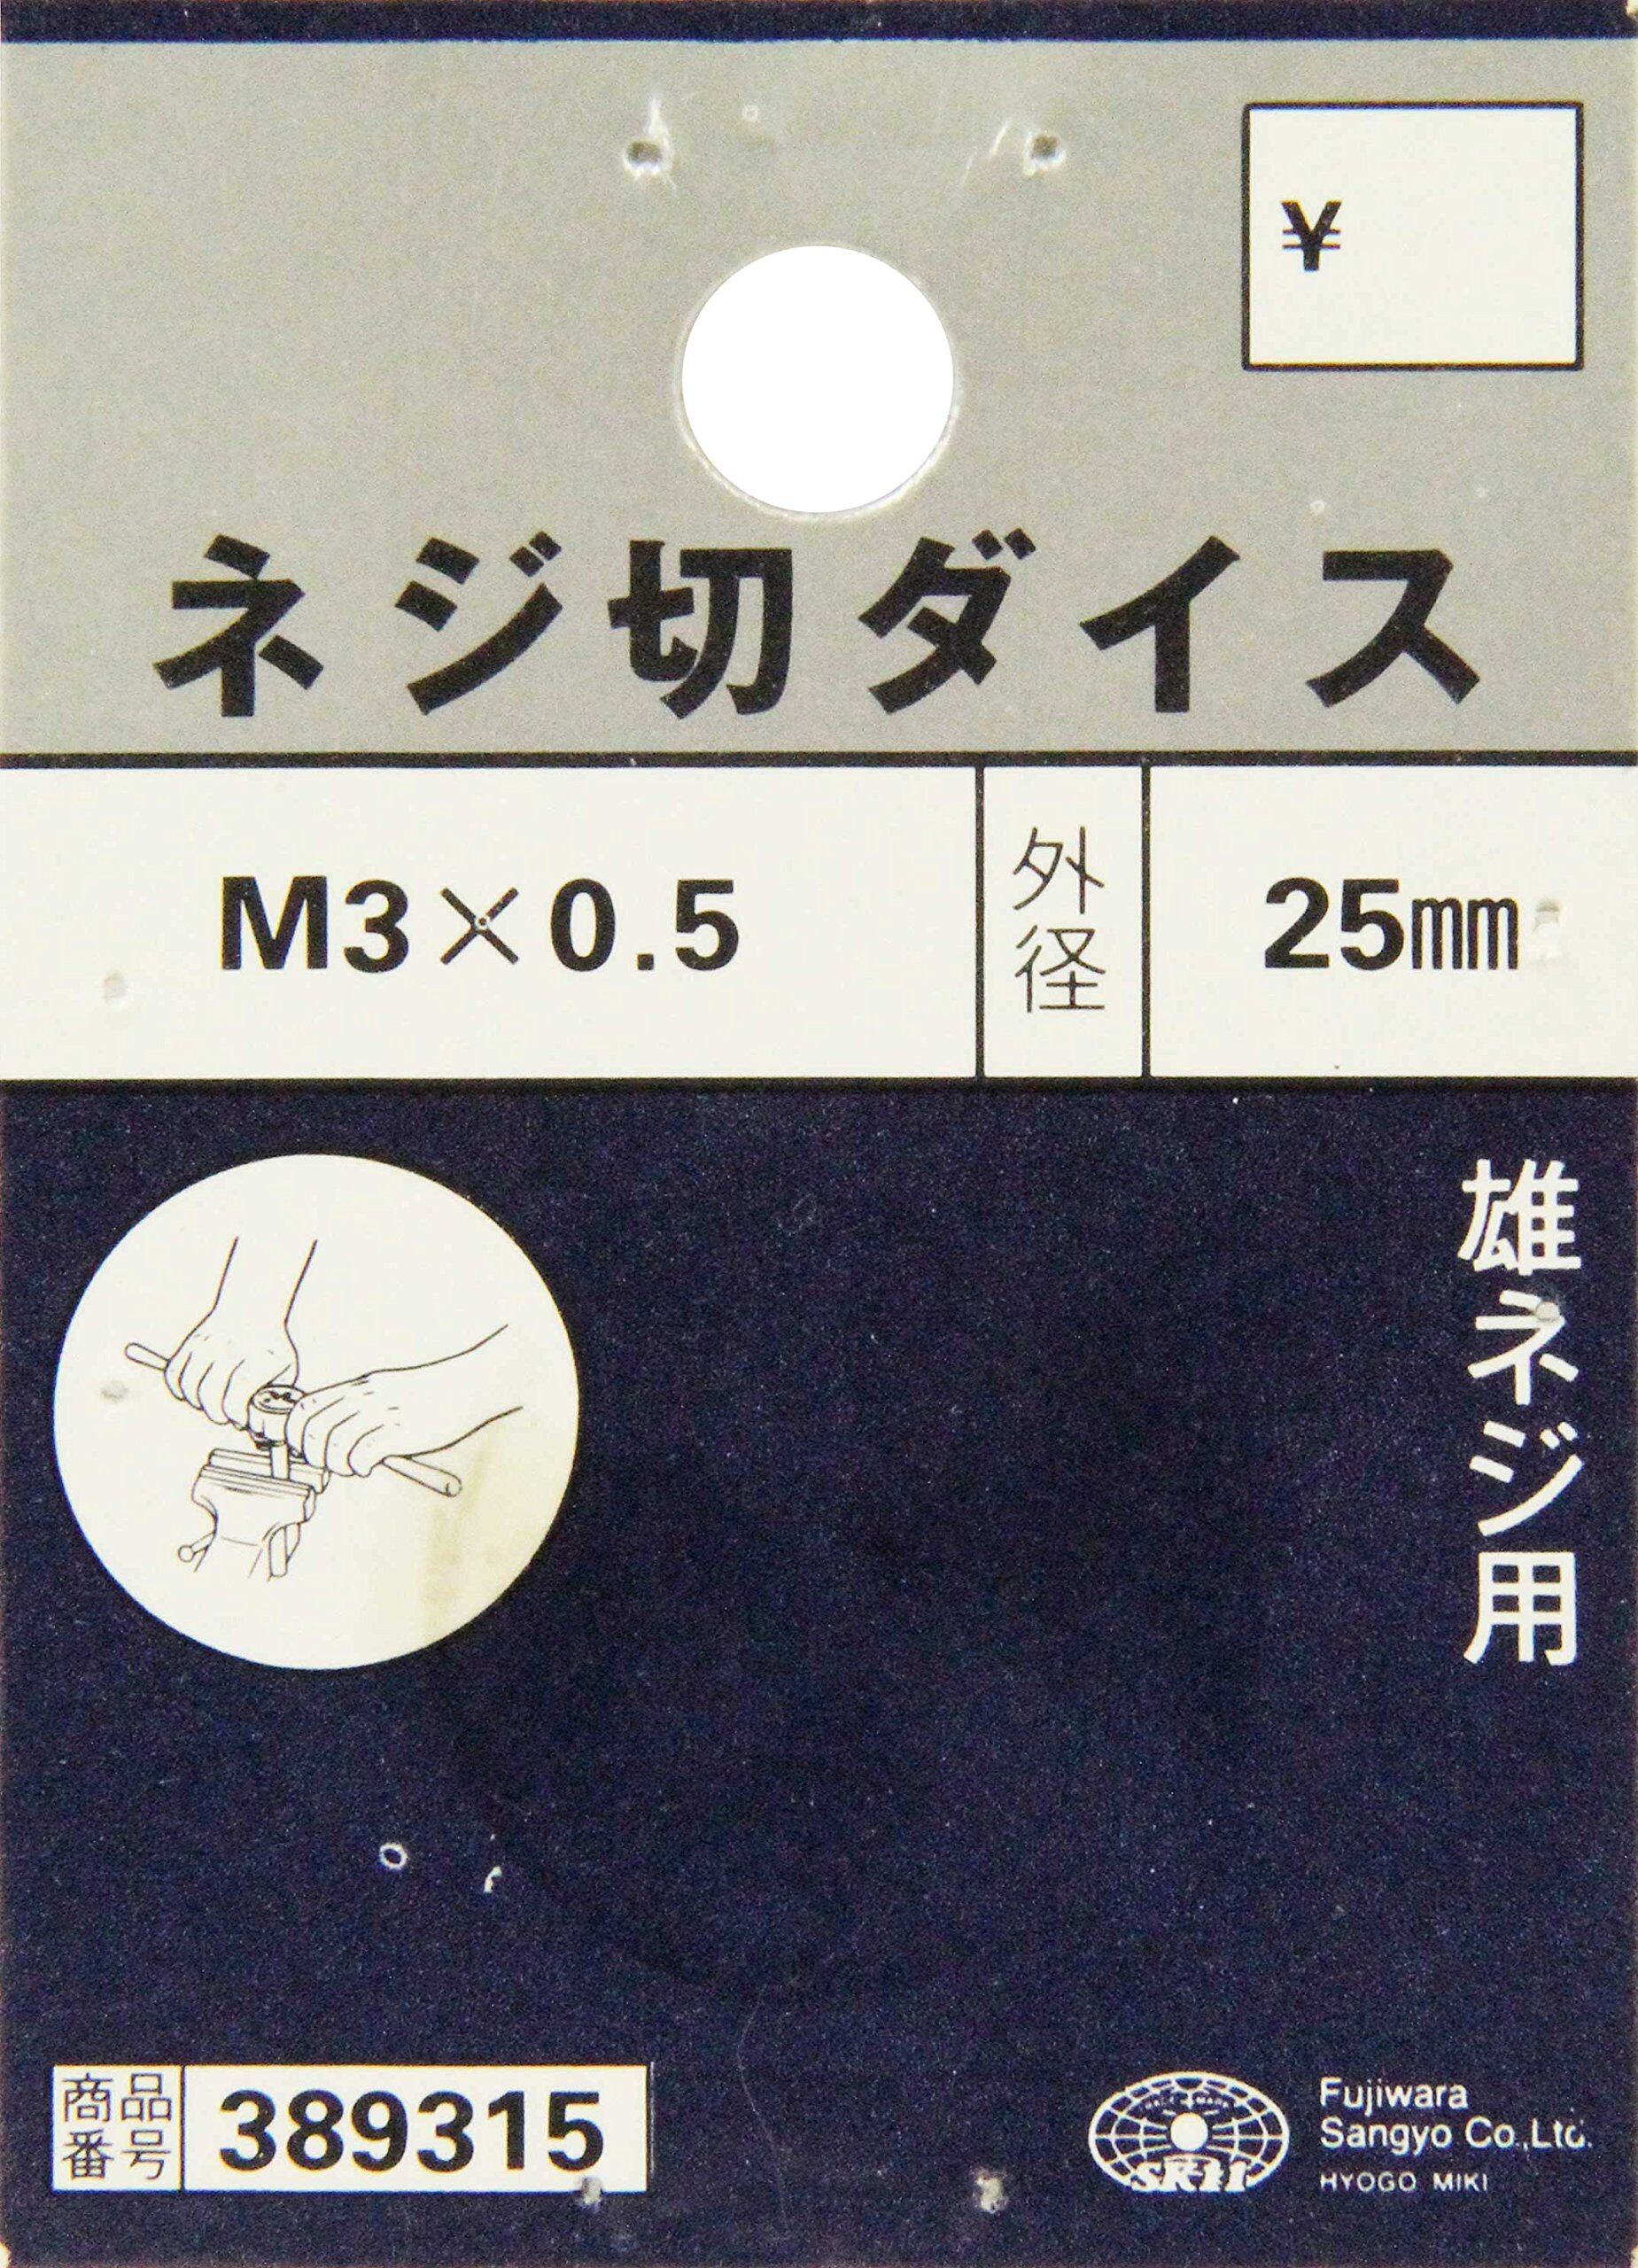 ¥
ネジ切ダイス
M3×0.5
外径
25mm
雄ネジ用
商品番号
389315
SK11
Fujiwara
Sangyo Co.,Ltd.
HYOGO MIKI